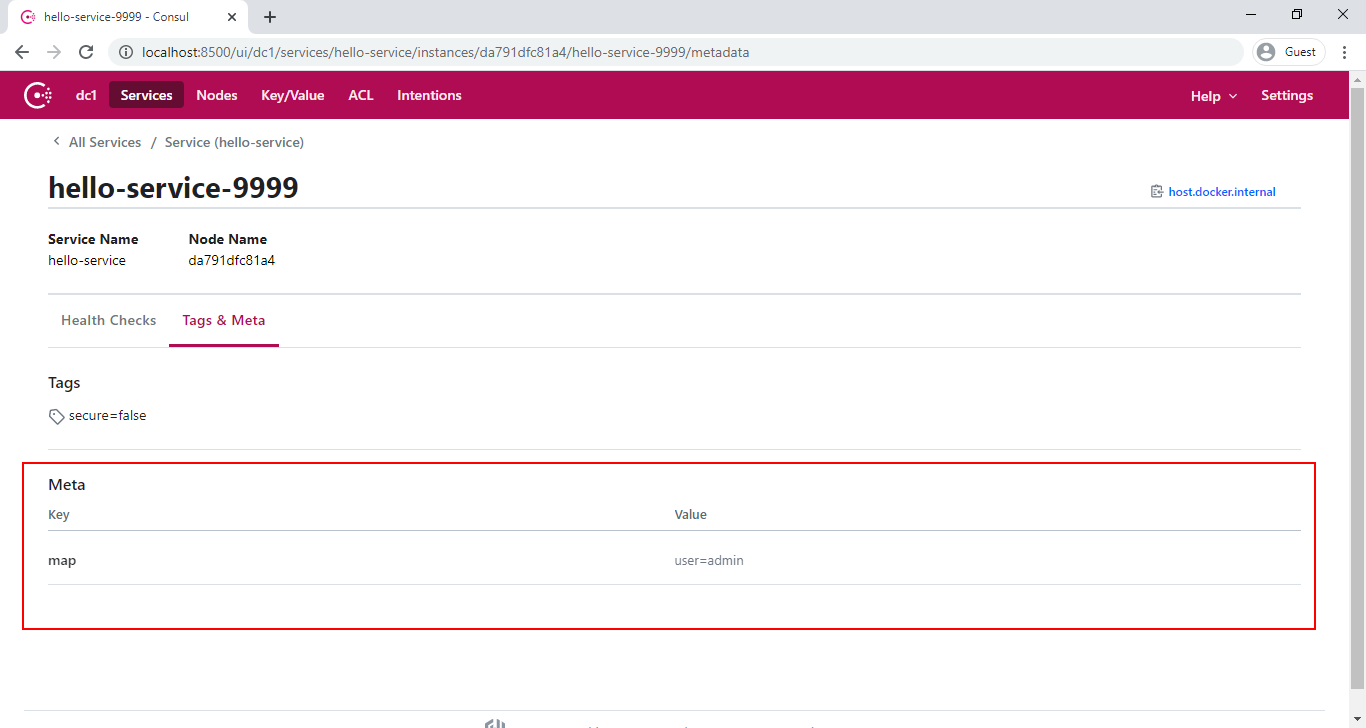 hello-service-9999 - Consul
localhost:8500/ui/dc1/services/hello-service/instances/da791dfc81a4/hello-service-9999/metadata
Guest
dc1 Services Nodes Key/Value ACL Intentions Help Settings
All Services / Service (hello-service)
hello-service-9999
host.docker.internal
Service Name Node Name
hello-service da791dfc81a4
Health Checks Tags & Meta
Tags
secure=false
Meta
Key Value
map user=admin